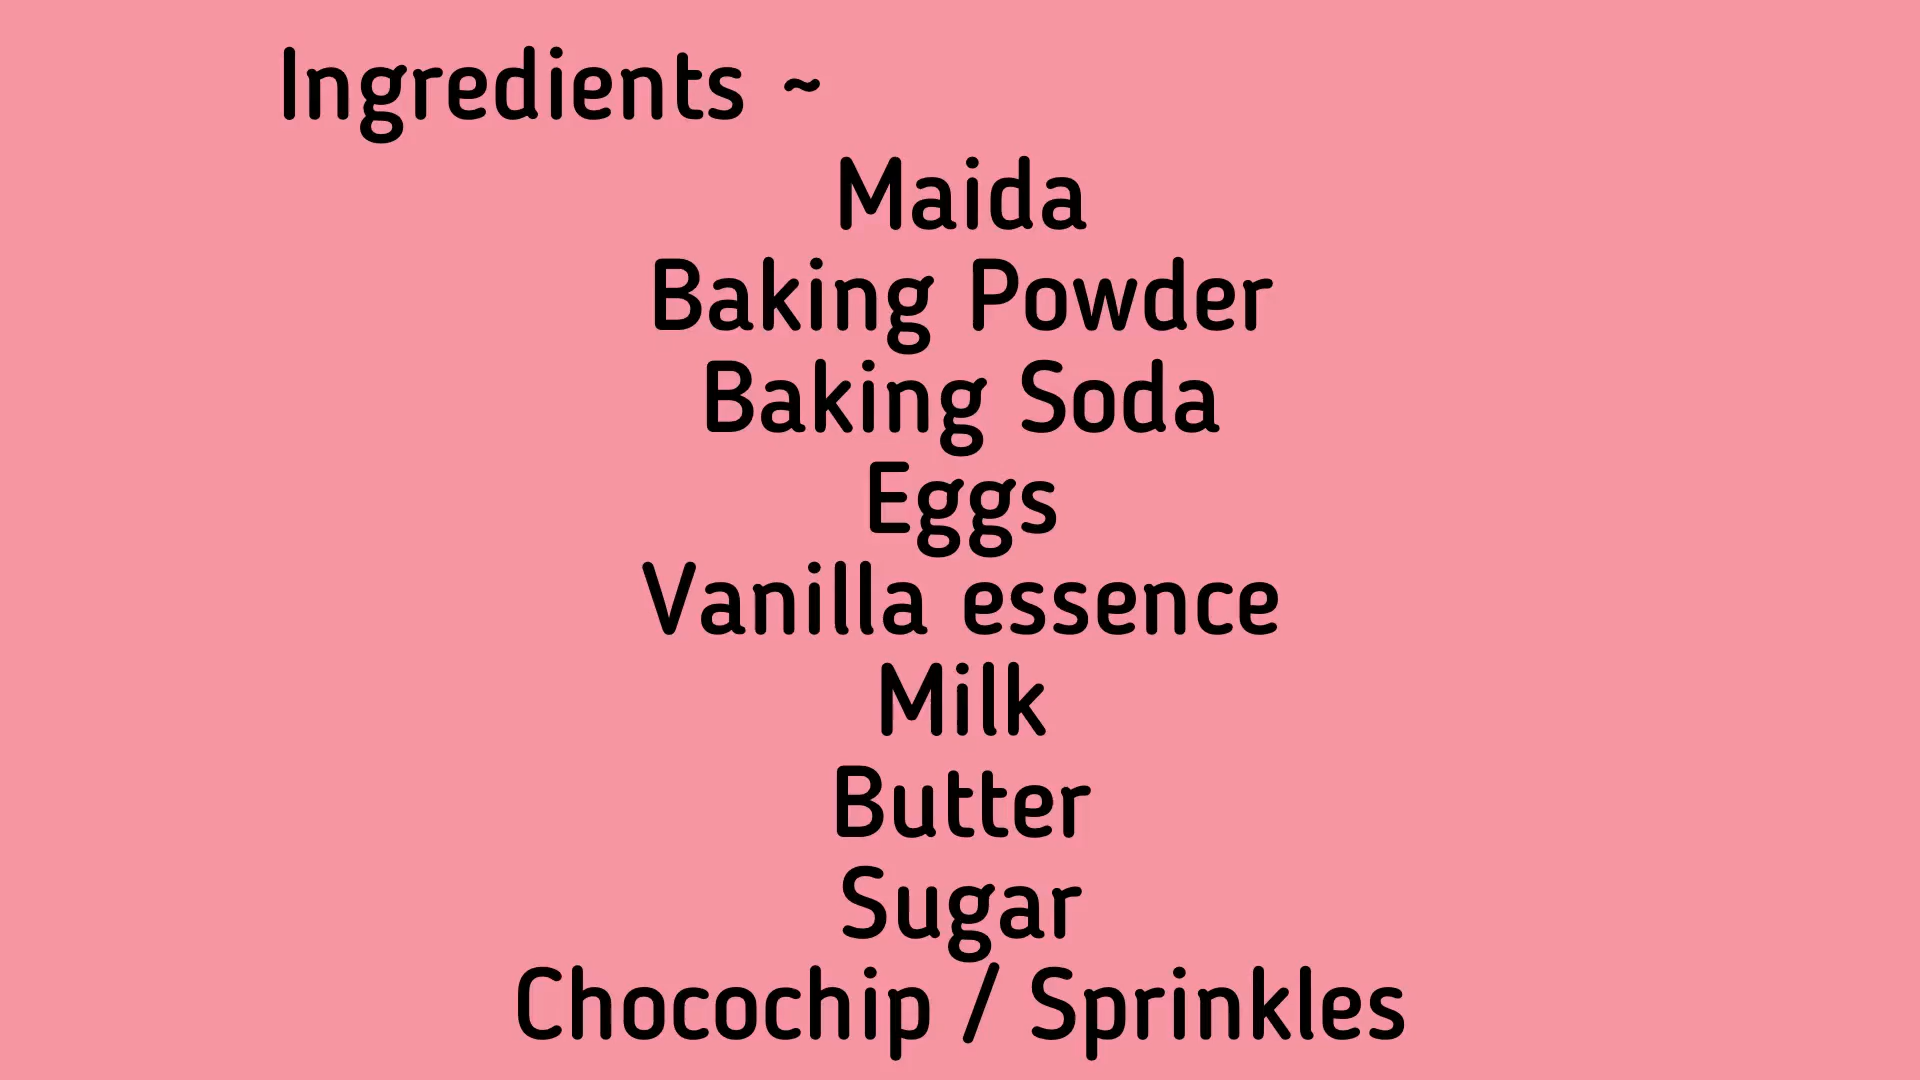 Ingredients ~
Maida
Baking Powder
Baking Soda
Eggs
Vanilla essence
Milk
Butter
Sugar
Chocochip / Sprinkles